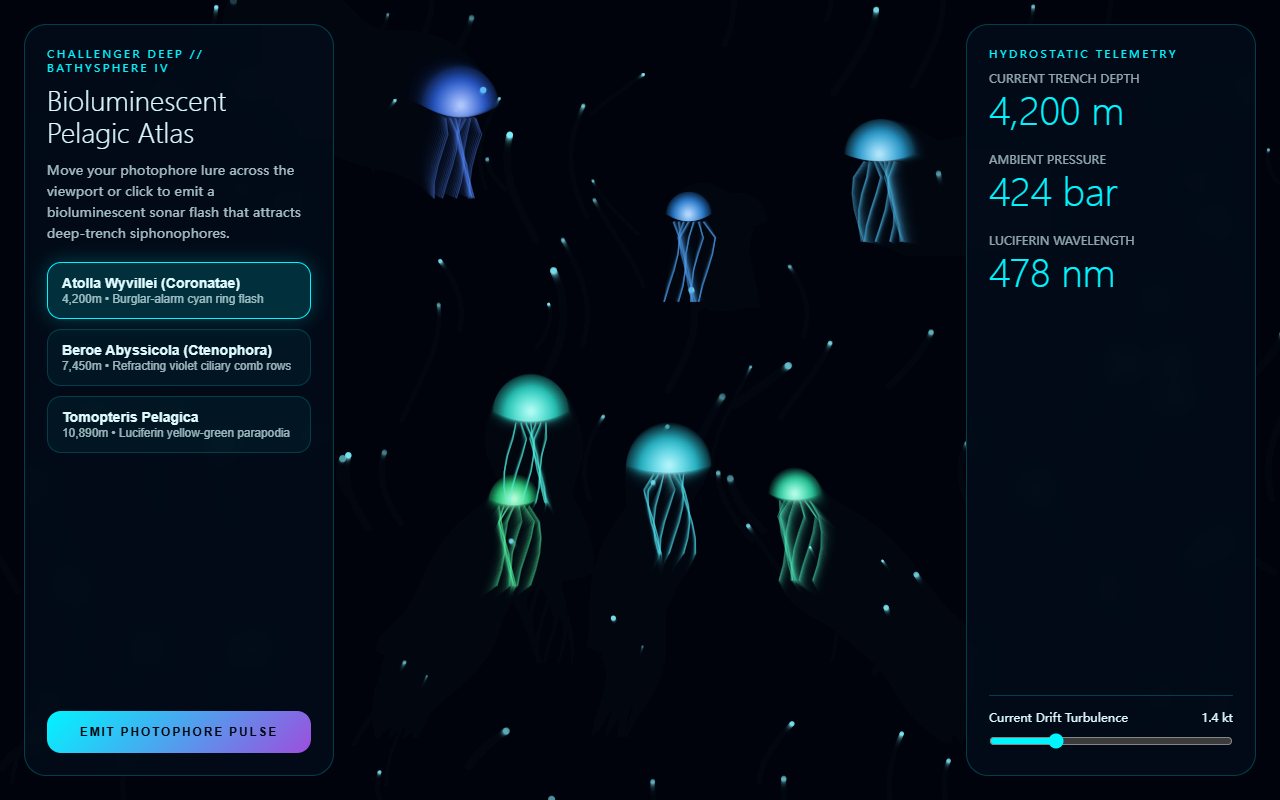 CHALLENGER DEEP //
BATHYSPHERE IV
Bioluminescent
Pelagic Atlas
Move your photophore lure across the
viewport or click to emit a
bioluminescent sonar flash that attracts
deep-trench siphonophores.
Atolla Wyvillei (Coronatae)
4,200m • Burglar-alarm cyan ring flash
Beroe Abyssicola (Ctenophora)
7,450m • Refracting violet ciliary comb rows
Tomopteris Pelagica
10,890m • Luciferin yellow-green parapodia
EMIT PHOTOPHORE PULSE
HYDROSTATIC TELEMETRY
CURRENT TRENCH DEPTH
4,200 m
AMBIENT PRESSURE
424 bar
LUCIFERIN WAVELENGTH
478 nm
Current Drift Turbulence 1.4 kt